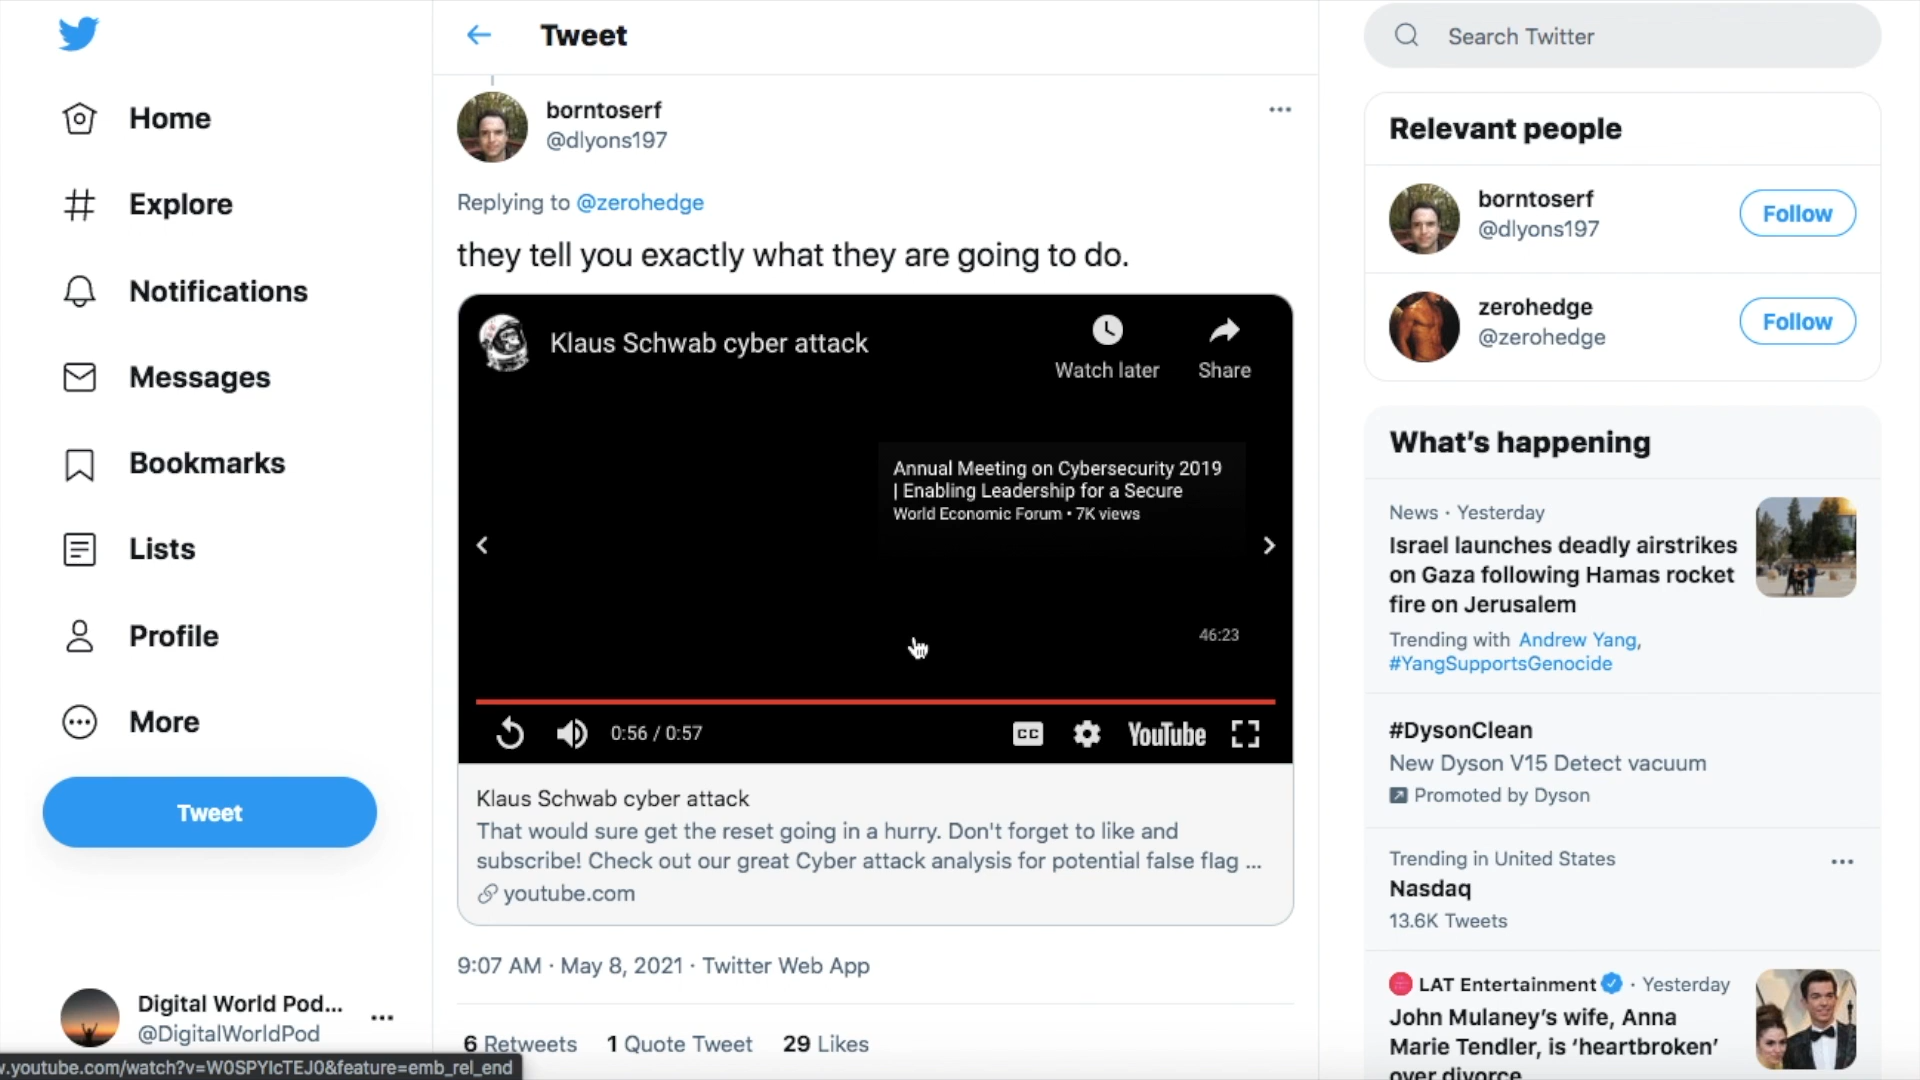 Home
Explore
Notifications
Messages
Bookmarks
Lists
Profile
More
Tweet
Digital World Pod...
@DigitalWorldPod
Tweet
borntoserf
@dlyons197
Replying to @zerohedge
they tell you exactly what they are going to do.
Klaus Schwab cyber attack
Watch later
Share
Annual Meeting on Cybersecurity 2019
| Enabling Leadership for a Secure
World Economic Forum • 7K views
46:23
0:56 / 0:57
CC
YouTube
Klaus Schwab cyber attack
That would sure get the reset going in a hurry. Don't forget to like and
subscribe! Check out our great Cyber attack analysis for potential false flag ...
youtube.com
9:07 AM · May 8, 2021 · Twitter Web App
6 Retweets 1 Quote Tweet 29 Likes
.youtube.com/watch?v=W0SPYIcTEJ0&feature=emb_rel_end
Search Twitter
Relevant people
borntoserf
@dlyons197
Follow
zerohedge
@zerohedge
Follow
What's happening
News · Yesterday
Israel launches deadly airstrikes
on Gaza following Hamas rocket
fire on Jerusalem
Trending with Andrew Yang,
#YangSupportsGenocide
#DysonClean
New Dyson V15 Detect vacuum
Promoted by Dyson
Trending in United States
Nasdaq
13.6K Tweets
LAT Entertainment · Yesterday
John Mulaney's wife, Anna
Marie Tendler, is 'heartbroken'
over divorce